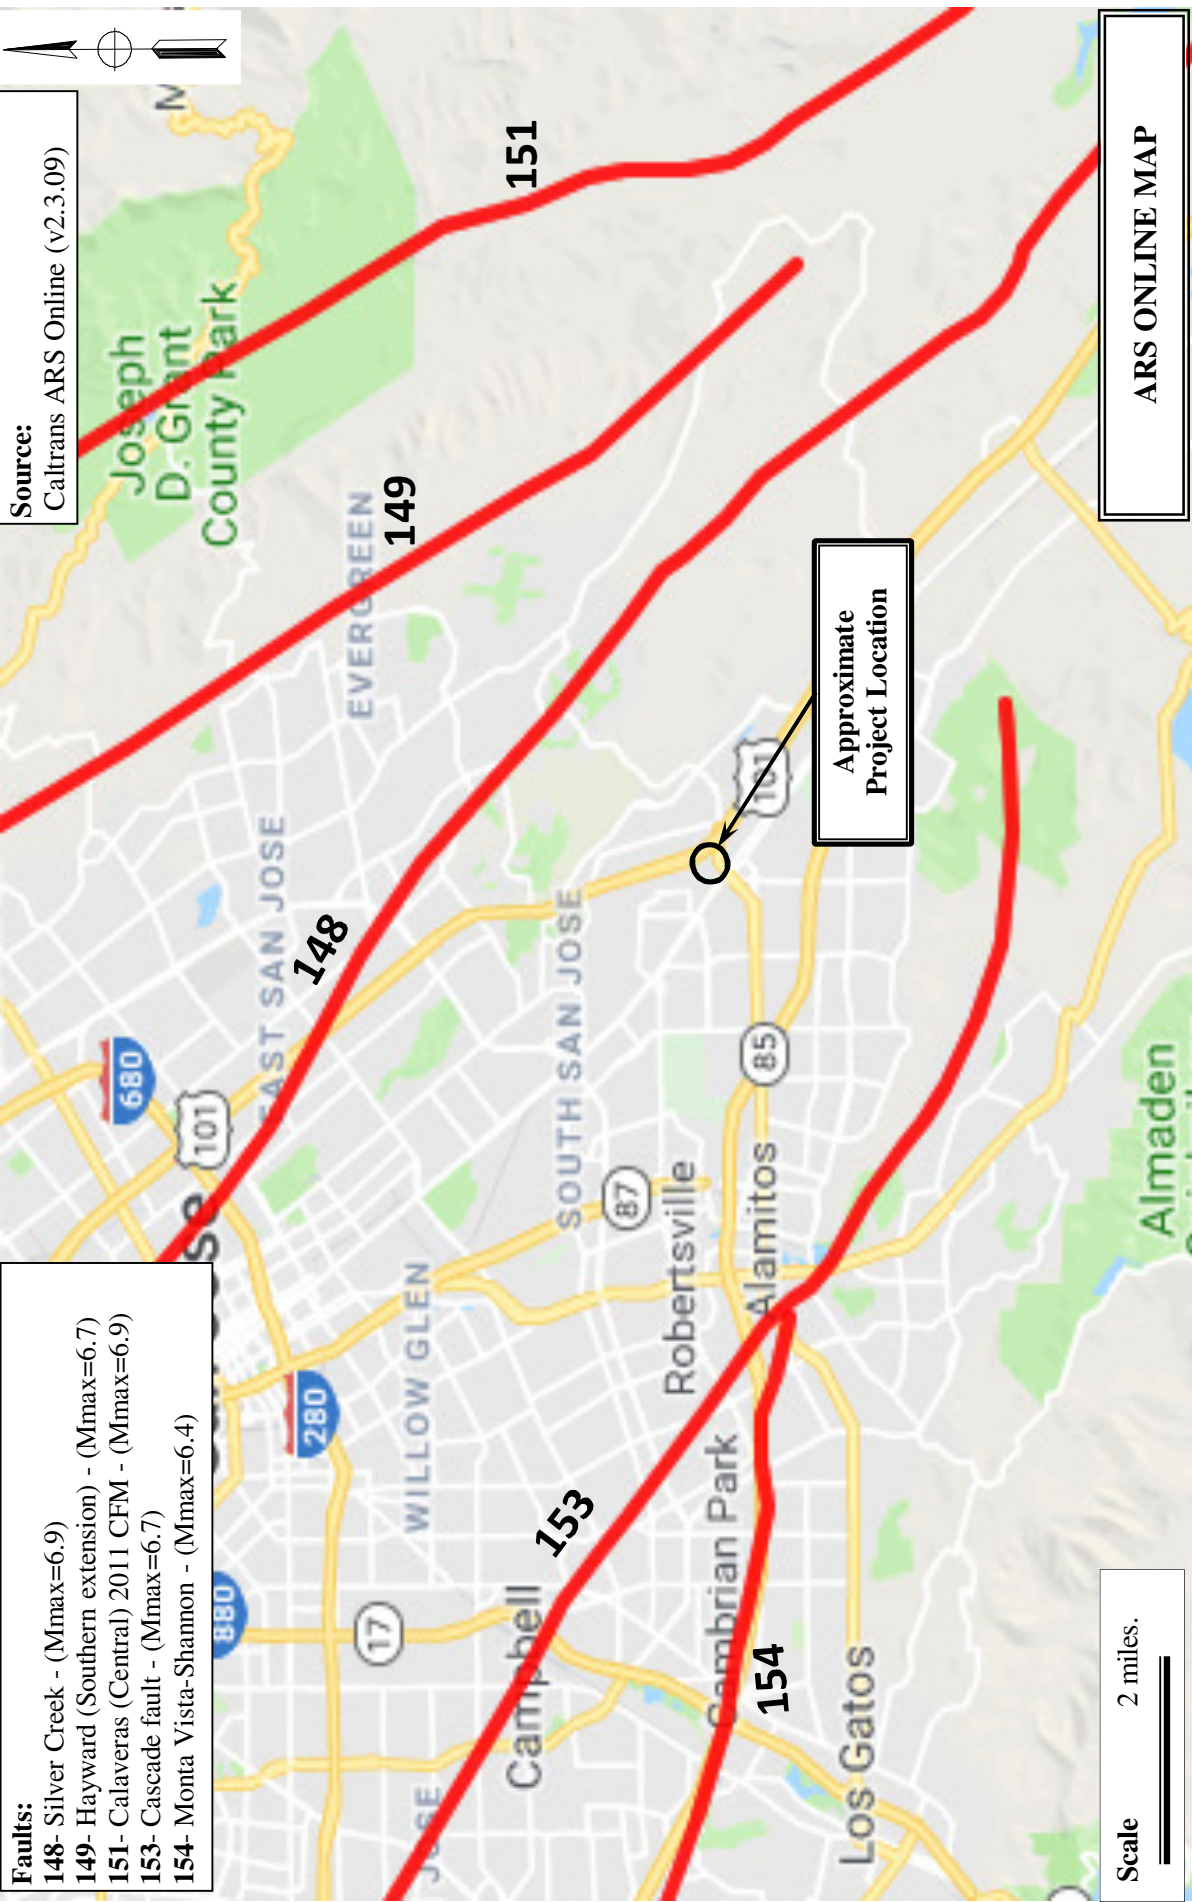 Faults:
148- Silver Creek - (Mmax=6.9)
149- Hayward (Southern extension) - (Mmax=6.7)
151- Calaveras (Central) 2011 CFM - (Mmax=6.9)
153- Cascade fault - (Mmax=6.7)
154- Monta Vista-Shannon - (Mmax=6.4)
Source:
Caltrans ARS Online (v2.3.09)
M
Joseph
D. Grant
County Park
680
101
EAST SAN JOSE
148
EVERGREEN
149
151
880
280
17
WILLOW GLEN
JOSE
Campbell
153
SOUTH SAN JOSE
87
Robertsville
Cambrian Park
154
Alamitos
85
101
Approximate
Project Location
Los Gatos
Almaden
Scale
2 miles.
ARS ONLINE MAP